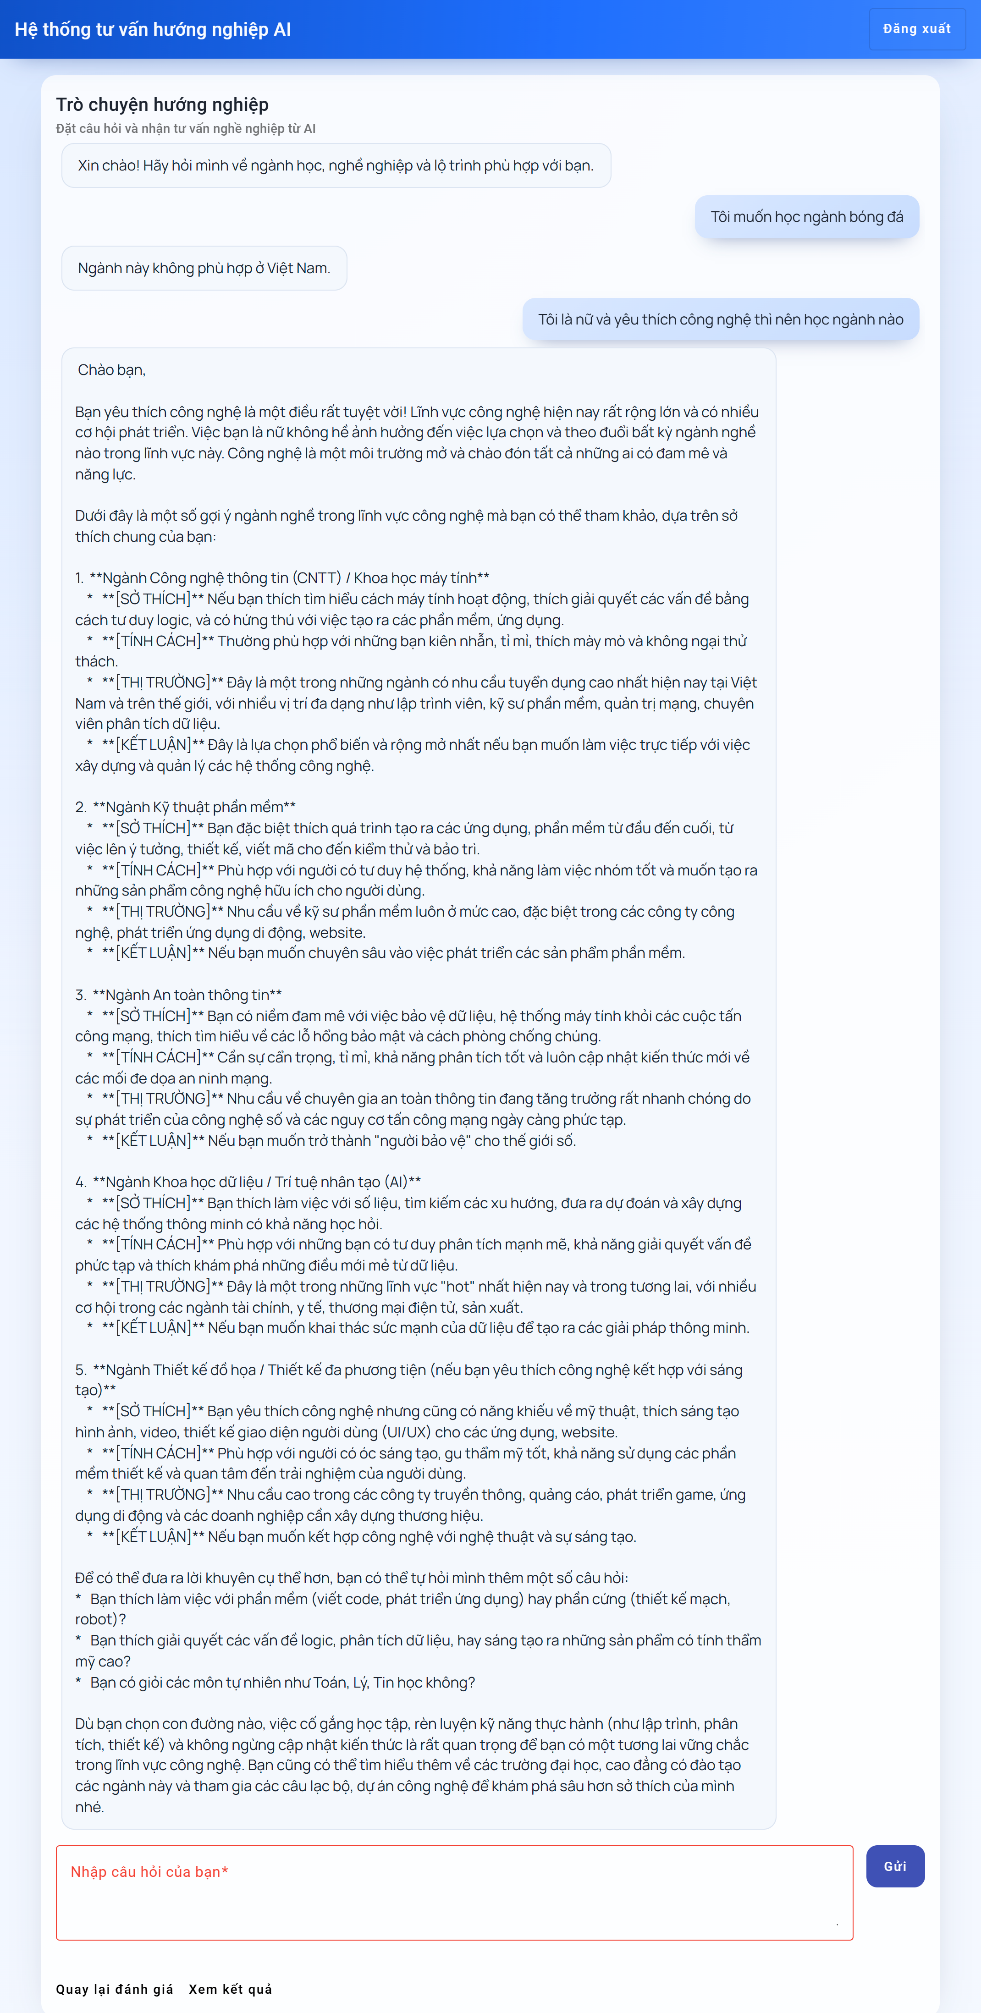 Hệ thống tư vấn hướng nghiệp AI
Đăng xuất
Trò chuyện hướng nghiệp
Đặt câu hỏi và nhận tư vấn nghề nghiệp từ AI
Xin chào! Hãy hỏi mình về ngành học, nghề nghiệp và lộ trình phù hợp với bạn.
Tôi muốn học ngành bóng đá
Ngành này không phù hợp ở Việt Nam.
Tôi là nữ và yêu thích công nghệ thì nên học ngành nào
Chào bạn,
Bạn yêu thích công nghệ là một điều rất tuyệt vời! Lĩnh vực công nghệ hiện nay rất rộng lớn và có nhiều
cơ hội phát triển. Việc bạn là nữ không hề ảnh hưởng đến việc lựa chọn và theo đuổi bất kỳ ngành nghề
nào trong lĩnh vực này. Công nghệ là một môi trường mở và chào đón tất cả những ai có đam mê và
năng lực.
Dưới đây là một số gợi ý ngành nghề trong lĩnh vực công nghệ mà bạn có thể tham khảo, dựa trên sở
thích chung của bạn:
1. **Ngành Công nghệ thông tin (CNTT) / Khoa học máy tính**
* **[SỞ THÍCH]** Nếu bạn thích tìm hiểu cách máy tính hoạt động, thích giải quyết các vấn đề bằng
cách tư duy logic, và có hứng thú với việc tạo ra các phần mềm, ứng dụng.
* **[TÍNH CÁCH]** Thường phù hợp với những bạn kiên nhẫn, tỉ mỉ, thích mày mò và không ngại thử
thách.
* **[THỊ TRƯỜNG]** Đây là một trong những ngành có nhu cầu tuyển dụng cao nhất hiện nay tại Việt
Nam và trên thế giới, với nhiều vị trí đa dạng như lập trình viên, kỹ sư phần mềm, quản trị mạng, chuyên
viên phân tích dữ liệu.
* **[KẾT LUẬN]** Đây là lựa chọn phổ biến và rộng mở nhất nếu bạn muốn làm việc trực tiếp với việc
xây dựng và quản lý các hệ thống công nghệ.
2. **Ngành Kỹ thuật phần mềm**
* **[SỞ THÍCH]** Bạn đặc biệt thích quá trình tạo ra các ứng dụng, phần mềm từ đầu đến cuối, từ
việc lên ý tưởng, thiết kế, viết mã cho đến kiểm thử và bảo trì.
* **[TÍNH CÁCH]** Phù hợp với người có tư duy hệ thống, khả năng làm việc nhóm tốt và muốn tạo ra
những sản phẩm công nghệ hữu ích cho người dùng.
* **[THỊ TRƯỜNG]** Nhu cầu về kỹ sư phần mềm luôn ở mức cao, đặc biệt trong các công ty công
nghệ, phát triển ứng dụng di động, website.
* **[KẾT LUẬN]** Nếu bạn muốn chuyên sâu vào việc phát triển các sản phẩm phần mềm.
3. **Ngành An toàn thông tin**
* **[SỞ THÍCH]** Bạn có niềm đam mê với việc bảo vệ dữ liệu, hệ thống máy tính khỏi các cuộc tấn
công mạng, thích tìm hiểu về các lỗ hổng bảo mật và cách phòng chống chúng.
* **[TÍNH CÁCH]** Cần sự cẩn trọng, tỉ mỉ, khả năng phân tích tốt và luôn cập nhật kiến thức mới về
các mối đe dọa an ninh mạng.
* **[THỊ TRƯỜNG]** Nhu cầu về chuyên gia an toàn thông tin đang tăng trưởng rất nhanh chóng do
sự phát triển của công nghệ số và các nguy cơ tấn công mạng ngày càng phức tạp.
* **[KẾT LUẬN]** Nếu bạn muốn trở thành "người bảo vệ" cho thế giới số.
4. **Ngành Khoa học dữ liệu / Trí tuệ nhân tạo (AI)**
* **[SỞ THÍCH]** Bạn thích làm việc với số liệu, tìm kiếm các xu hướng, đưa ra dự đoán và xây dựng
các hệ thống thông minh có khả năng học hỏi.
* **[TÍNH CÁCH]** Phù hợp với những bạn có tư duy phân tích mạnh mẽ, khả năng giải quyết vấn đề
phức tạp và thích khám phá những điều mới mẻ từ dữ liệu.
* **[THỊ TRƯỜNG]** Đây là một trong những lĩnh vực "hot" nhất hiện nay và trong tương lai, với nhiều
cơ hội trong các ngành tài chính, y tế, thương mại điện tử, sản xuất.
* **[KẾT LUẬN]** Nếu bạn muốn khai thác sức mạnh của dữ liệu để tạo ra các giải pháp thông minh.
5. **Ngành Thiết kế đồ họa / Thiết kế đa phương tiện (nếu bạn yêu thích công nghệ kết hợp với sáng
tạo)**
* **[SỞ THÍCH]** Bạn yêu thích công nghệ nhưng cũng có năng khiếu về mỹ thuật, thích sáng tạo
hình ảnh, video, thiết kế giao diện người dùng (UI/UX) cho các ứng dụng, website.
* **[TÍNH CÁCH]** Phù hợp với người có óc sáng tạo, gu thẩm mỹ tốt, khả năng sử dụng các phần
mềm thiết kế và quan tâm đến trải nghiệm của người dùng.
* **[THỊ TRƯỜNG]** Nhu cầu cao trong các công ty truyền thông, quảng cáo, phát triển game, ứng
dụng di động và các doanh nghiệp cần xây dựng thương hiệu.
* **[KẾT LUẬN]** Nếu bạn muốn kết hợp công nghệ với nghệ thuật và sự sáng tạo.
Để có thể đưa ra lời khuyên cụ thể hơn, bạn có thể tự hỏi mình thêm một số câu hỏi:
* Bạn thích làm việc với phần mềm (viết code, phát triển ứng dụng) hay phần cứng (thiết kế mạch,
robot)?
* Bạn thích giải quyết các vấn đề logic, phân tích dữ liệu, hay sáng tạo ra những sản phẩm có tính thẩm
mỹ cao?
* Bạn có giỏi các môn tự nhiên như Toán, Lý, Tin học không?
Dù bạn chọn con đường nào, việc cố gắng học tập, rèn luyện kỹ năng thực hành (như lập trình, phân
tích, thiết kế) và không ngừng cập nhật kiến thức là rất quan trọng để bạn có một tương lai vững chắc
trong lĩnh vực công nghệ. Bạn cũng có thể tìm hiểu thêm về các trường đại học, cao đẳng có đào tạo
các ngành này và tham gia các câu lạc bộ, dự án công nghệ để khám phá sâu hơn sở thích của mình
nhé.
Nhập câu hỏi của bạn*
Gửi
Quay lại đánh giá
Xem kết quả